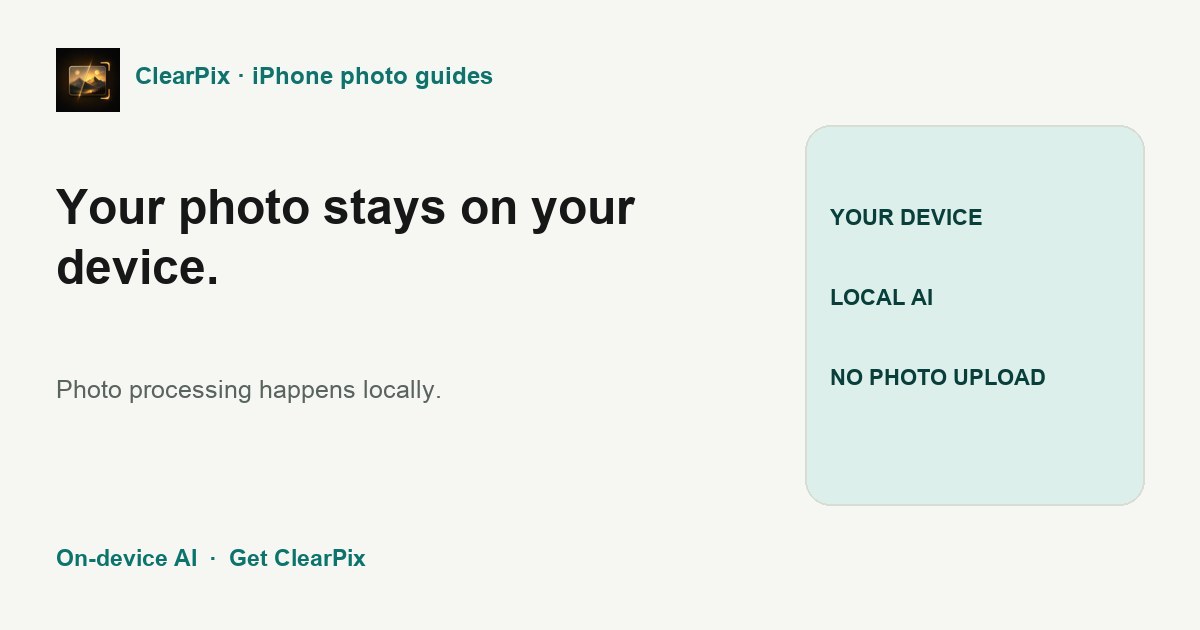 ClearPix · iPhone photo guides
Your photo stays on your
device.
Photo processing happens locally.
On-device AI · Get ClearPix
YOUR DEVICE
LOCAL AI
NO PHOTO UPLOAD